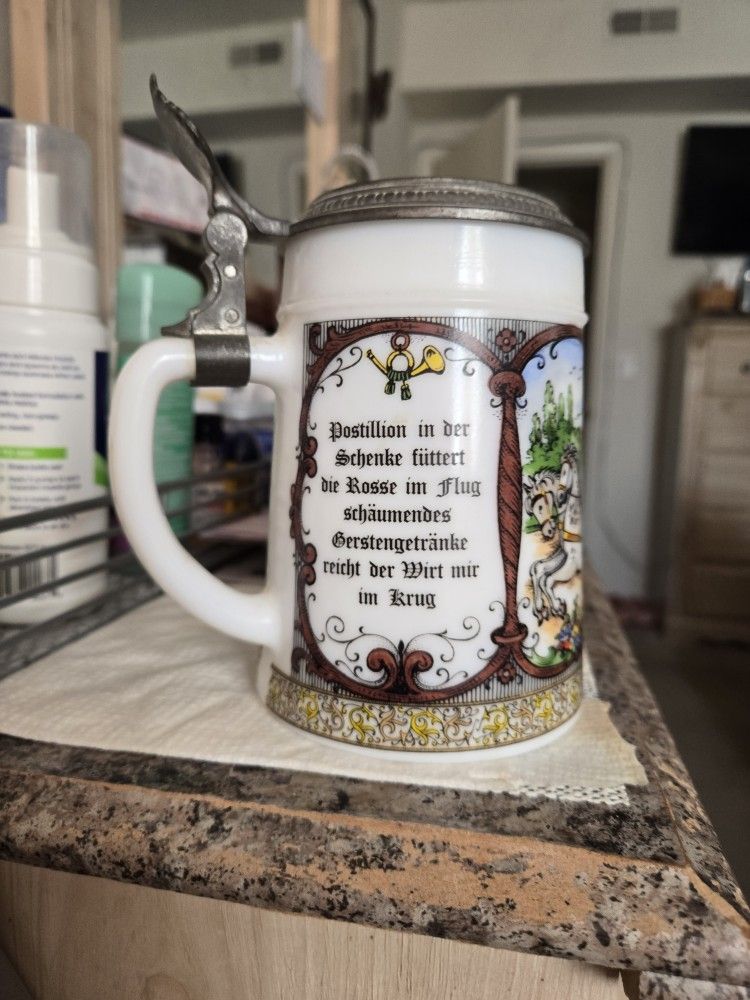 Postillion in der
Schenke füttert
die Rosse im Flug
schäumendes
Gerstengetränke
reicht der Wirt mir
im Krug